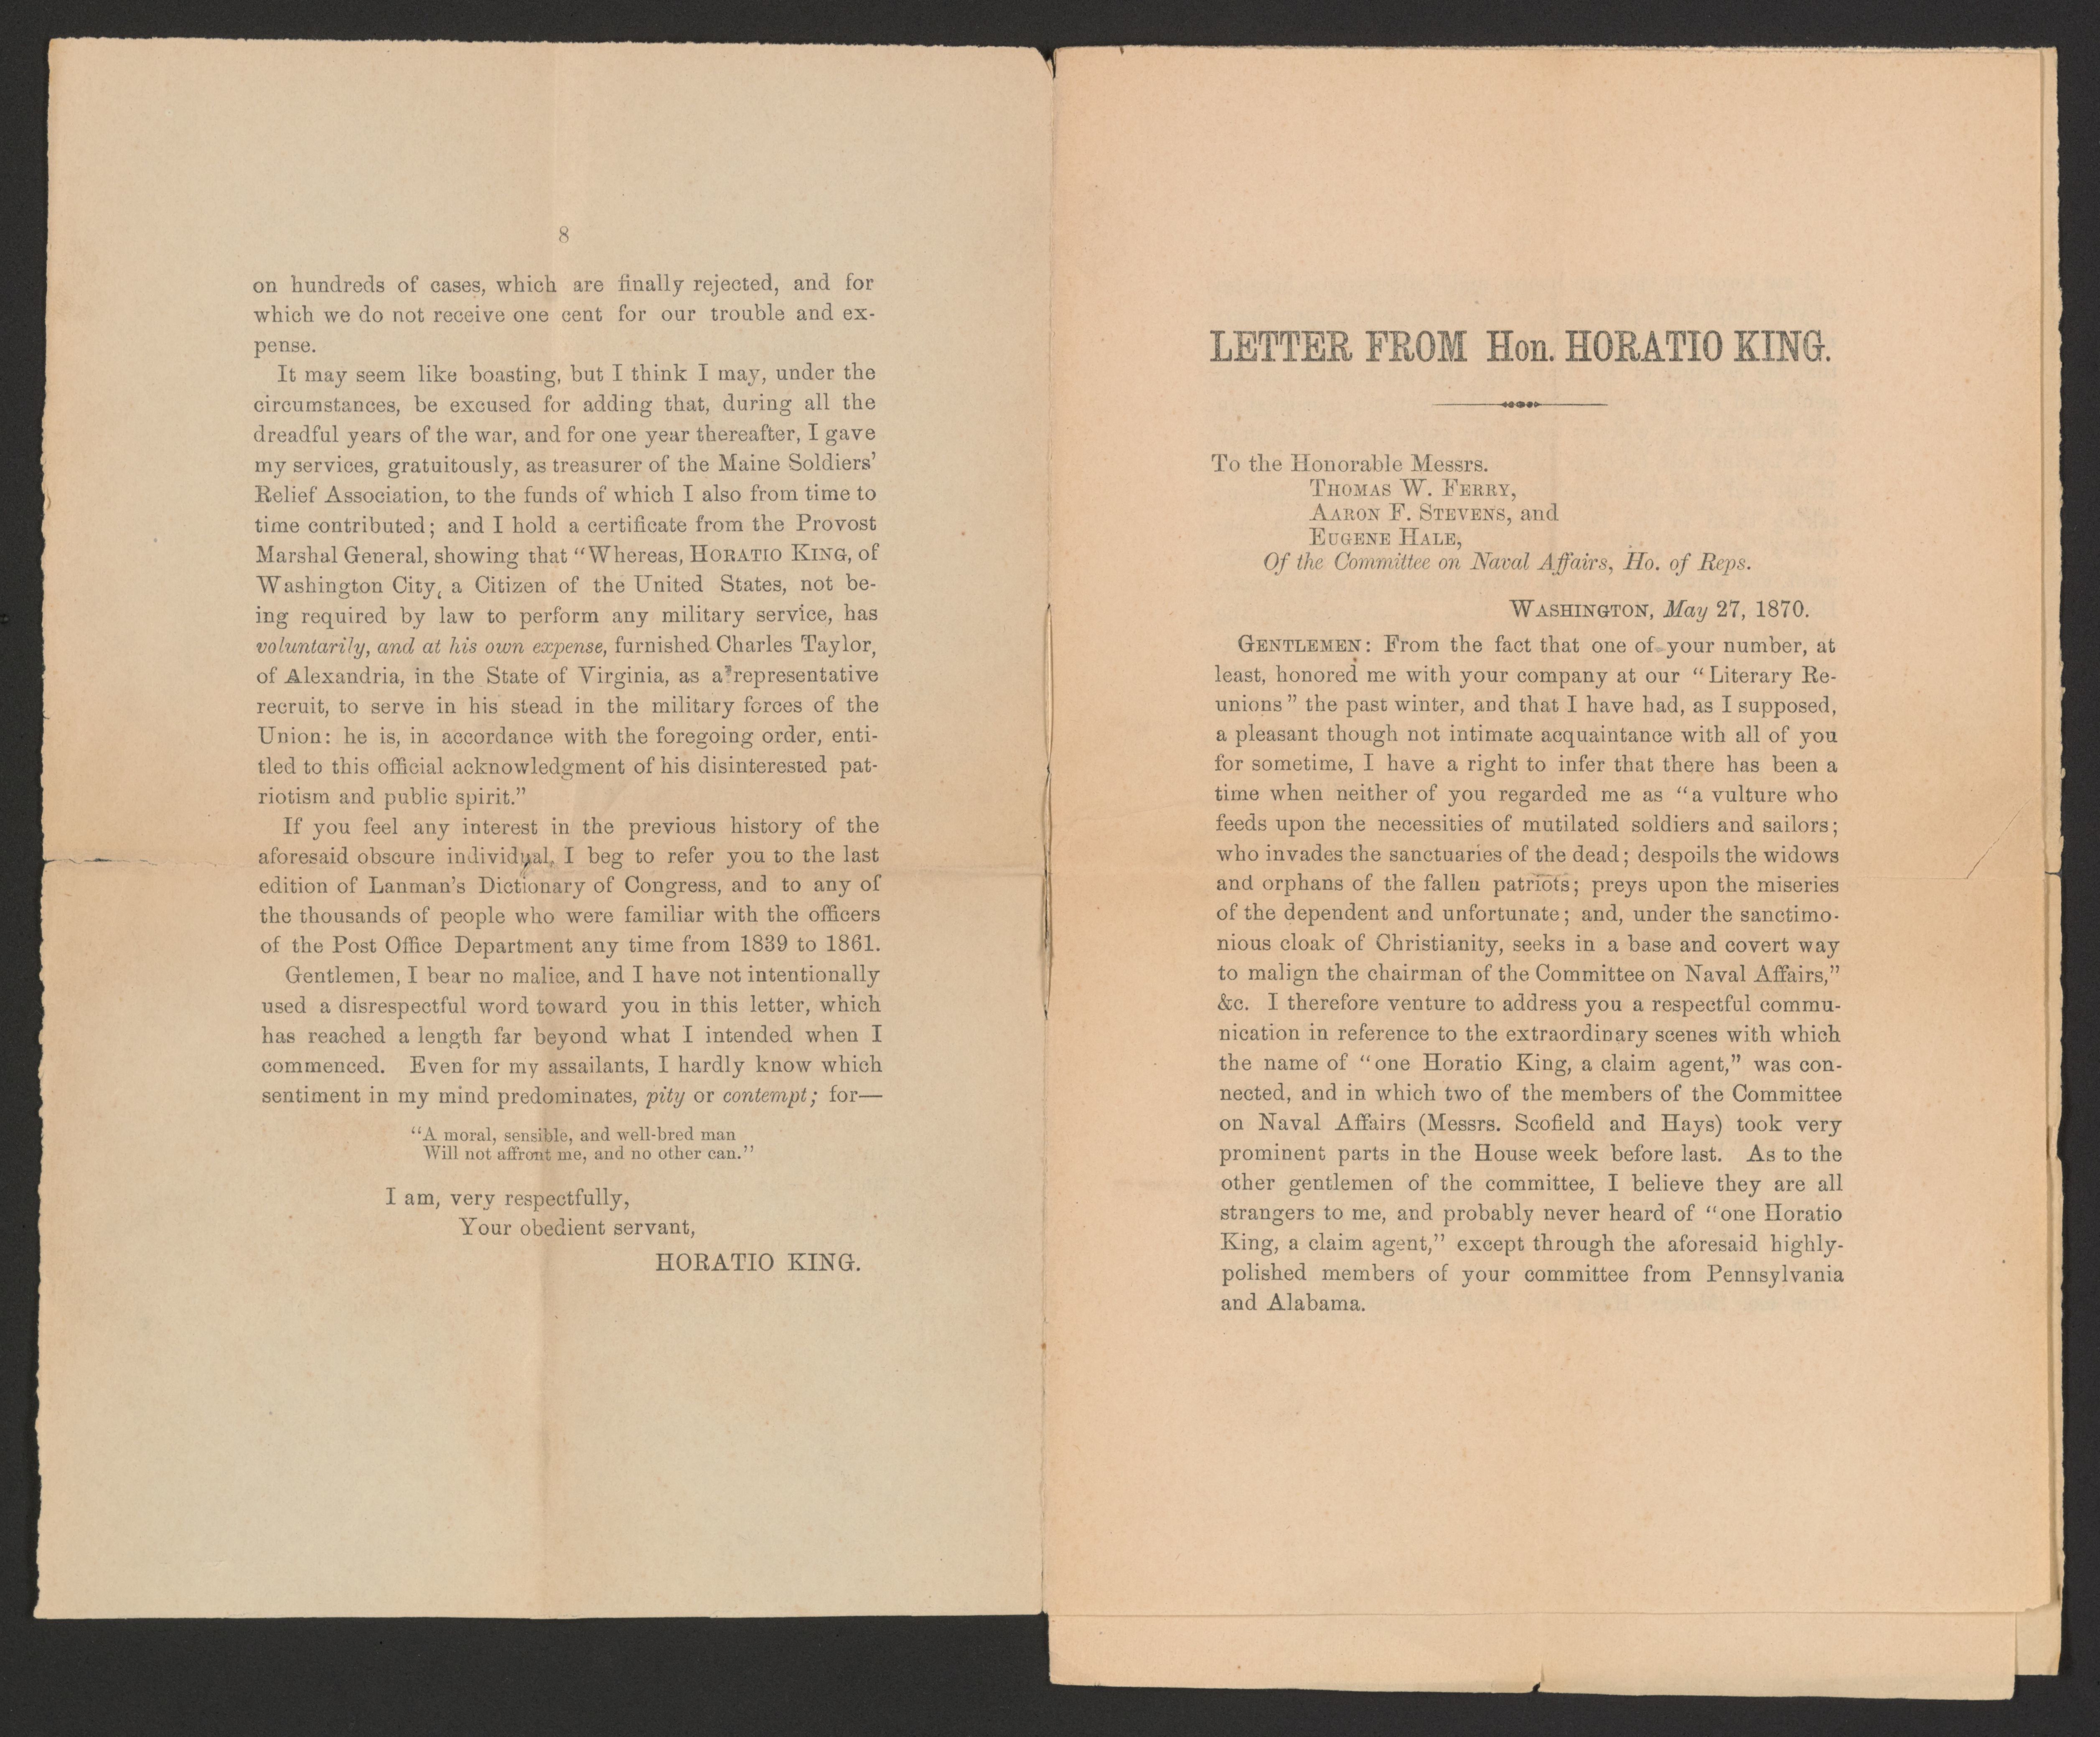 8
on hundreds of cases, which are finally rejected, and for
which we do not receive one cent for our trouble and ex-
pense.
It may seem like boasting, but I think I may, under the
circumstances, be excused for adding that, during all the
dreadful years of the war, and for one year thereafter, I gave
my services, gratuitously, as treasurer of the Maine Soldiers'
Relief Association, to the funds of which I also from time to
time contributed; and I hold a certificate from the Provost
Marshal General, showing that "Whereas, HORATIO KING, of
Washington City, a Citizen of the United States, not be-
ing required by law to perform any military service, has
voluntarily, and at his own expense, furnished Charles Taylor,
of Alexandria, in the State of Virginia, as a representative
recruit, to serve in his stead in the military forces of the
Union: he is, in accordance with the foregoing order, enti-
tled to this official acknowledgment of his disinterested pat-
riotism and public spirit."
If you feel any interest in the previous history of the
aforesaid obscure individual, I beg to refer you to the last
edition of Lanman's Dictionary of Congress, and to any of
the thousands of people who were familiar with the officers
of the Post Office Department any time from 1839 to 1861.
Gentlemen, I bear no malice, and I have not intentionally
used a disrespectful word toward you in this letter, which
has reached a length far beyond what I intended when I
commenced. Even for my assailants, I hardly know which
sentiment in my mind predominates, pity or contempt; for—
"A moral, sensible, and well-bred man
Will not affront me, and no other can."
I am, very respectfully,
Your obedient servant,
HORATIO KING.
LETTER FROM Hon. HORATIO KING.
To the Honorable Messrs.
THOMAS W. FERRY,
AARON F. STEVENS, and
EUGENE HALE,
Of the Committee on Naval Affairs, Ho. of Reps.
WASHINGTON, May 27, 1870.
GENTLEMEN: From the fact that one of your number, at
least, honored me with your company at our "Literary Re-
unions" the past winter, and that I have had, as I supposed,
a pleasant though not intimate acquaintance with all of you
for sometime, I have a right to infer that there has been a
time when neither of you regarded me as "a vulture who
feeds upon the necessities of mutilated soldiers and sailors;
who invades the sanctuaries of the dead; despoils the widows
and orphans of the fallen patriots; preys upon the miseries
of the dependent and unfortunate; and, under the sanctimo-
nious cloak of Christianity, seeks in a base and covert way
to malign the chairman of the Committee on Naval Affairs,"
&c. I therefore venture to address you a respectful commu-
nication in reference to the extraordinary scenes with which
the name of "one Horatio King, a claim agent," was con-
nected, and in which two of the members of the Committee
on Naval Affairs (Messrs. Scofield and Hays) took very
prominent parts in the House week before last. As to the
other gentlemen of the committee, I believe they are all
strangers to me, and probably never heard of "one Horatio
King, a claim agent," except through the aforesaid highly-
polished members of your committee from Pennsylvania
and Alabama.